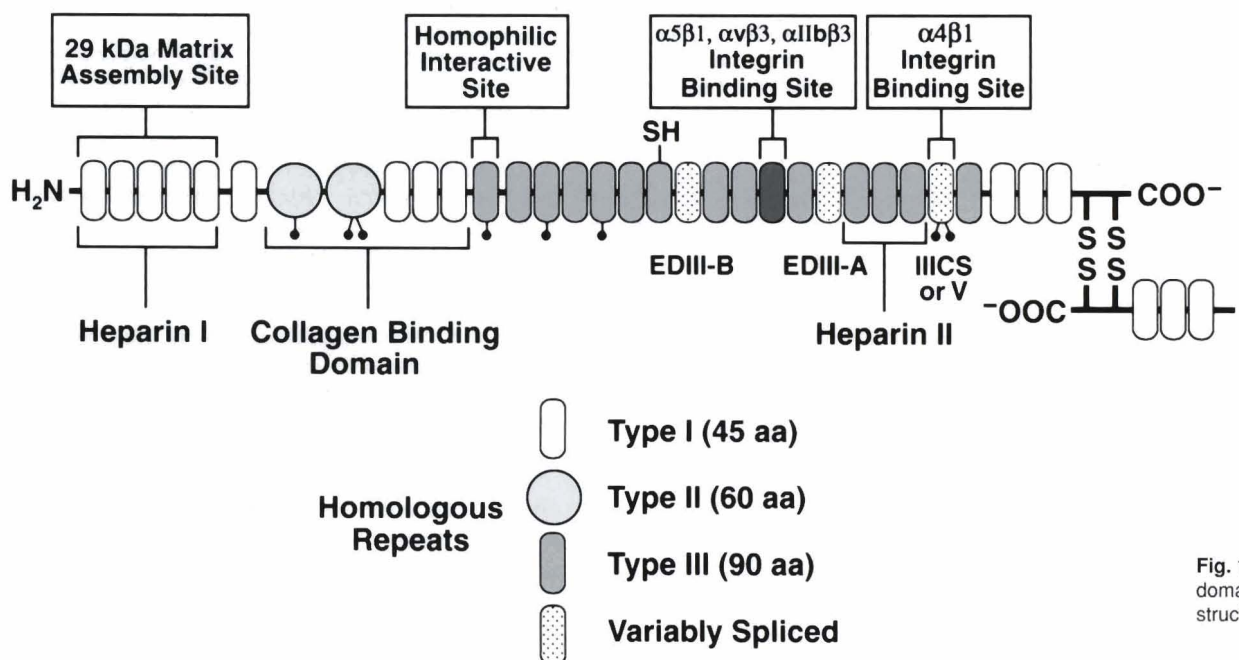 29 kDa Matrix
Assembly Site
Homophilic
Interactive
Site
α5β1, αvβ3, αIIbβ3
Integrin
Binding Site
α4β1
Integrin
Binding Site
SH
H₂N
COO⁻
EDIII-B
EDIII-A
IIICS
or V
S S
S S
⁻OOC
Heparin I
Collagen Binding
Domain
Heparin II
Homologous
Repeats
Type I (45 aa)
Type II (60 aa)
Type III (90 aa)
Variably Spliced
Fig.
doma
struc